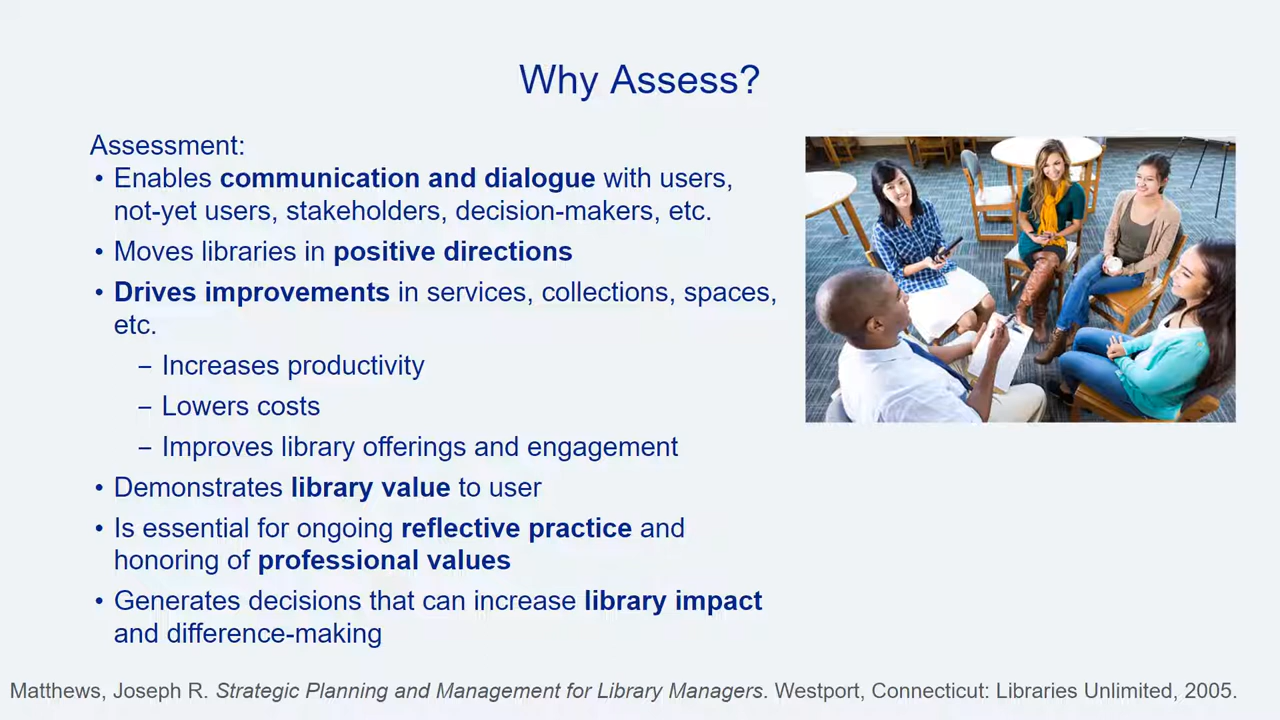 Why Assess?
Assessment:
• Enables communication and dialogue with users,
not-yet users, stakeholders, decision-makers, etc.
• Moves libraries in positive directions
• Drives improvements in services, collections, spaces,
etc.
– Increases productivity
– Lowers costs
– Improves library offerings and engagement
• Demonstrates library value to user
• Is essential for ongoing reflective practice and
honoring of professional values
• Generates decisions that can increase library impact
and difference-making
Matthews, Joseph R. Strategic Planning and Management for Library Managers. Westport, Connecticut: Libraries Unlimited, 2005.